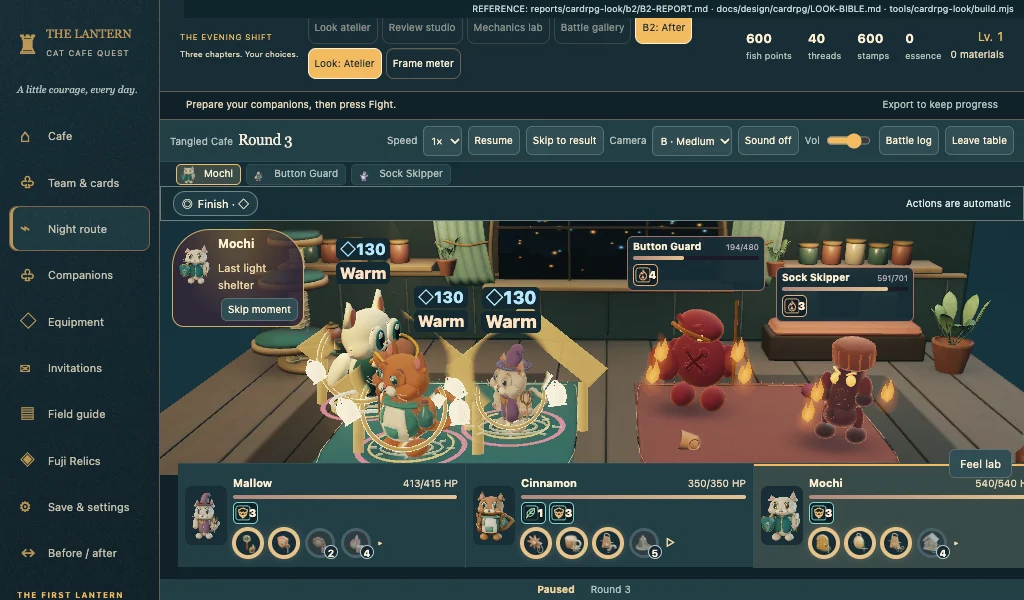 REFERENCE: reports/cardrpg-look/b2/B2-REPORT.md · docs/design/cardrpg/LOOK-BIBLE.md · tools/cardrpg-look/build.mjs
THE LANTERN
CAT CAFE QUEST
A little courage, every day.
Cafe
Team & cards
Night route
Companions
Equipment
Invitations
Field guide
Fuji Relics
Save & settings
Before / after
THE FIRST LANTERN
THE EVENING SHIFT
Three chapters. Your choices.
Look atelier
Review studio
Mechanics lab
Battle gallery
B2: After
Look: Atelier
Frame meter
600 fish points
40 threads
600 stamps
0 essence
Lv. 1
0 materials
Prepare your companions, then press Fight.
Export to keep progress
Tangled Cafe Round 3
Speed 1x Resume Skip to result Camera B · Medium Sound off Vol Battle log Leave table
Mochi
Button Guard
Sock Skipper
Finish ·
Actions are automatic
Mochi
Last light shelter
Skip moment
130
Warm
130
Warm
130
Warm
Button Guard 194/480
4
Sock Skipper 591/701
3
Feel lab
Mallow 413/415 HP
3
2
4
Cinnamon 350/350 HP
1
3
5
Mochi 540/540 H
3
4
Paused Round 3